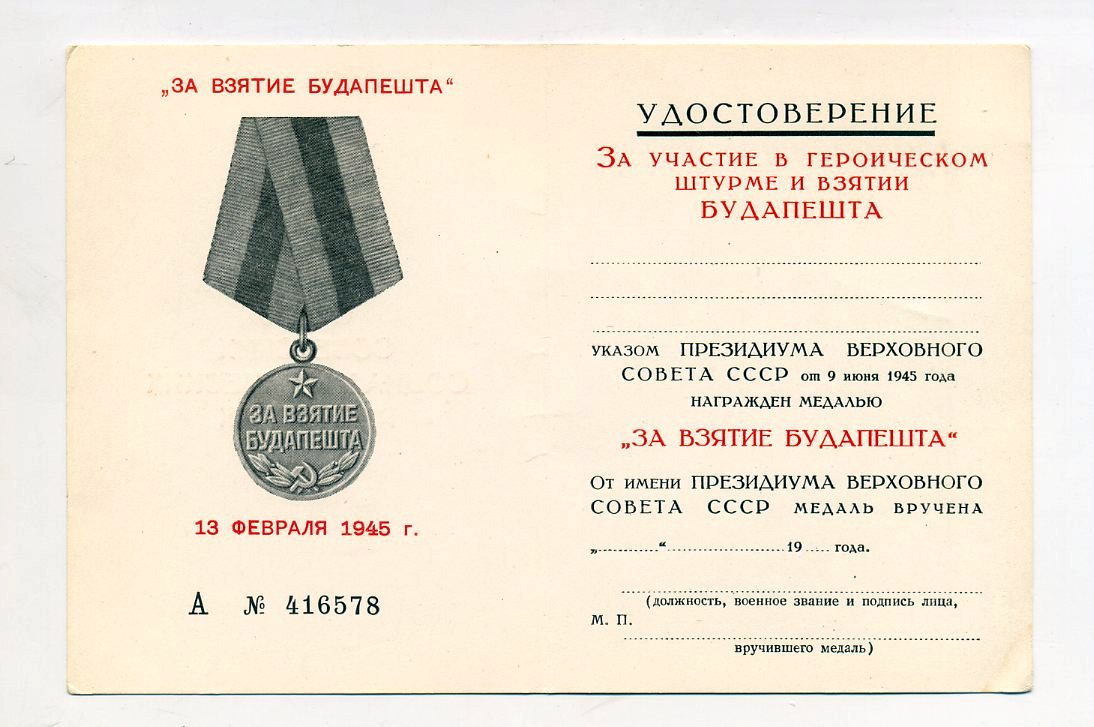 „ЗА ВЗЯТИЕ БУДАПЕШТА“
ЗА ВЗЯТИЕ
БУДАПЕШТА
13 ФЕВРАЛЯ 1945 г.
А № 416578
УДОСТОВЕРЕНИЕ
ЗА УЧАСТИЕ В ГЕРОИЧЕСКОМ
ШТУРМЕ И ВЗЯТИИ
БУДАПЕШТА
УКАЗОМ ПРЕЗИДИУМА ВЕРХОВНОГО
СОВЕТА СССР от 9 июня 1945 года
НАГРАЖДЕН МЕДАЛЬЮ
„ЗА ВЗЯТИЕ БУДАПЕШТА“
ОТ ИМЕНИ ПРЕЗИДИУМА ВЕРХОВНОГО
СОВЕТА СССР МЕДАЛЬ ВРУЧЕНА
„...........“........................19..... года.
(должность, военное звание и подпись лица,
М. П.
вручившего медаль)